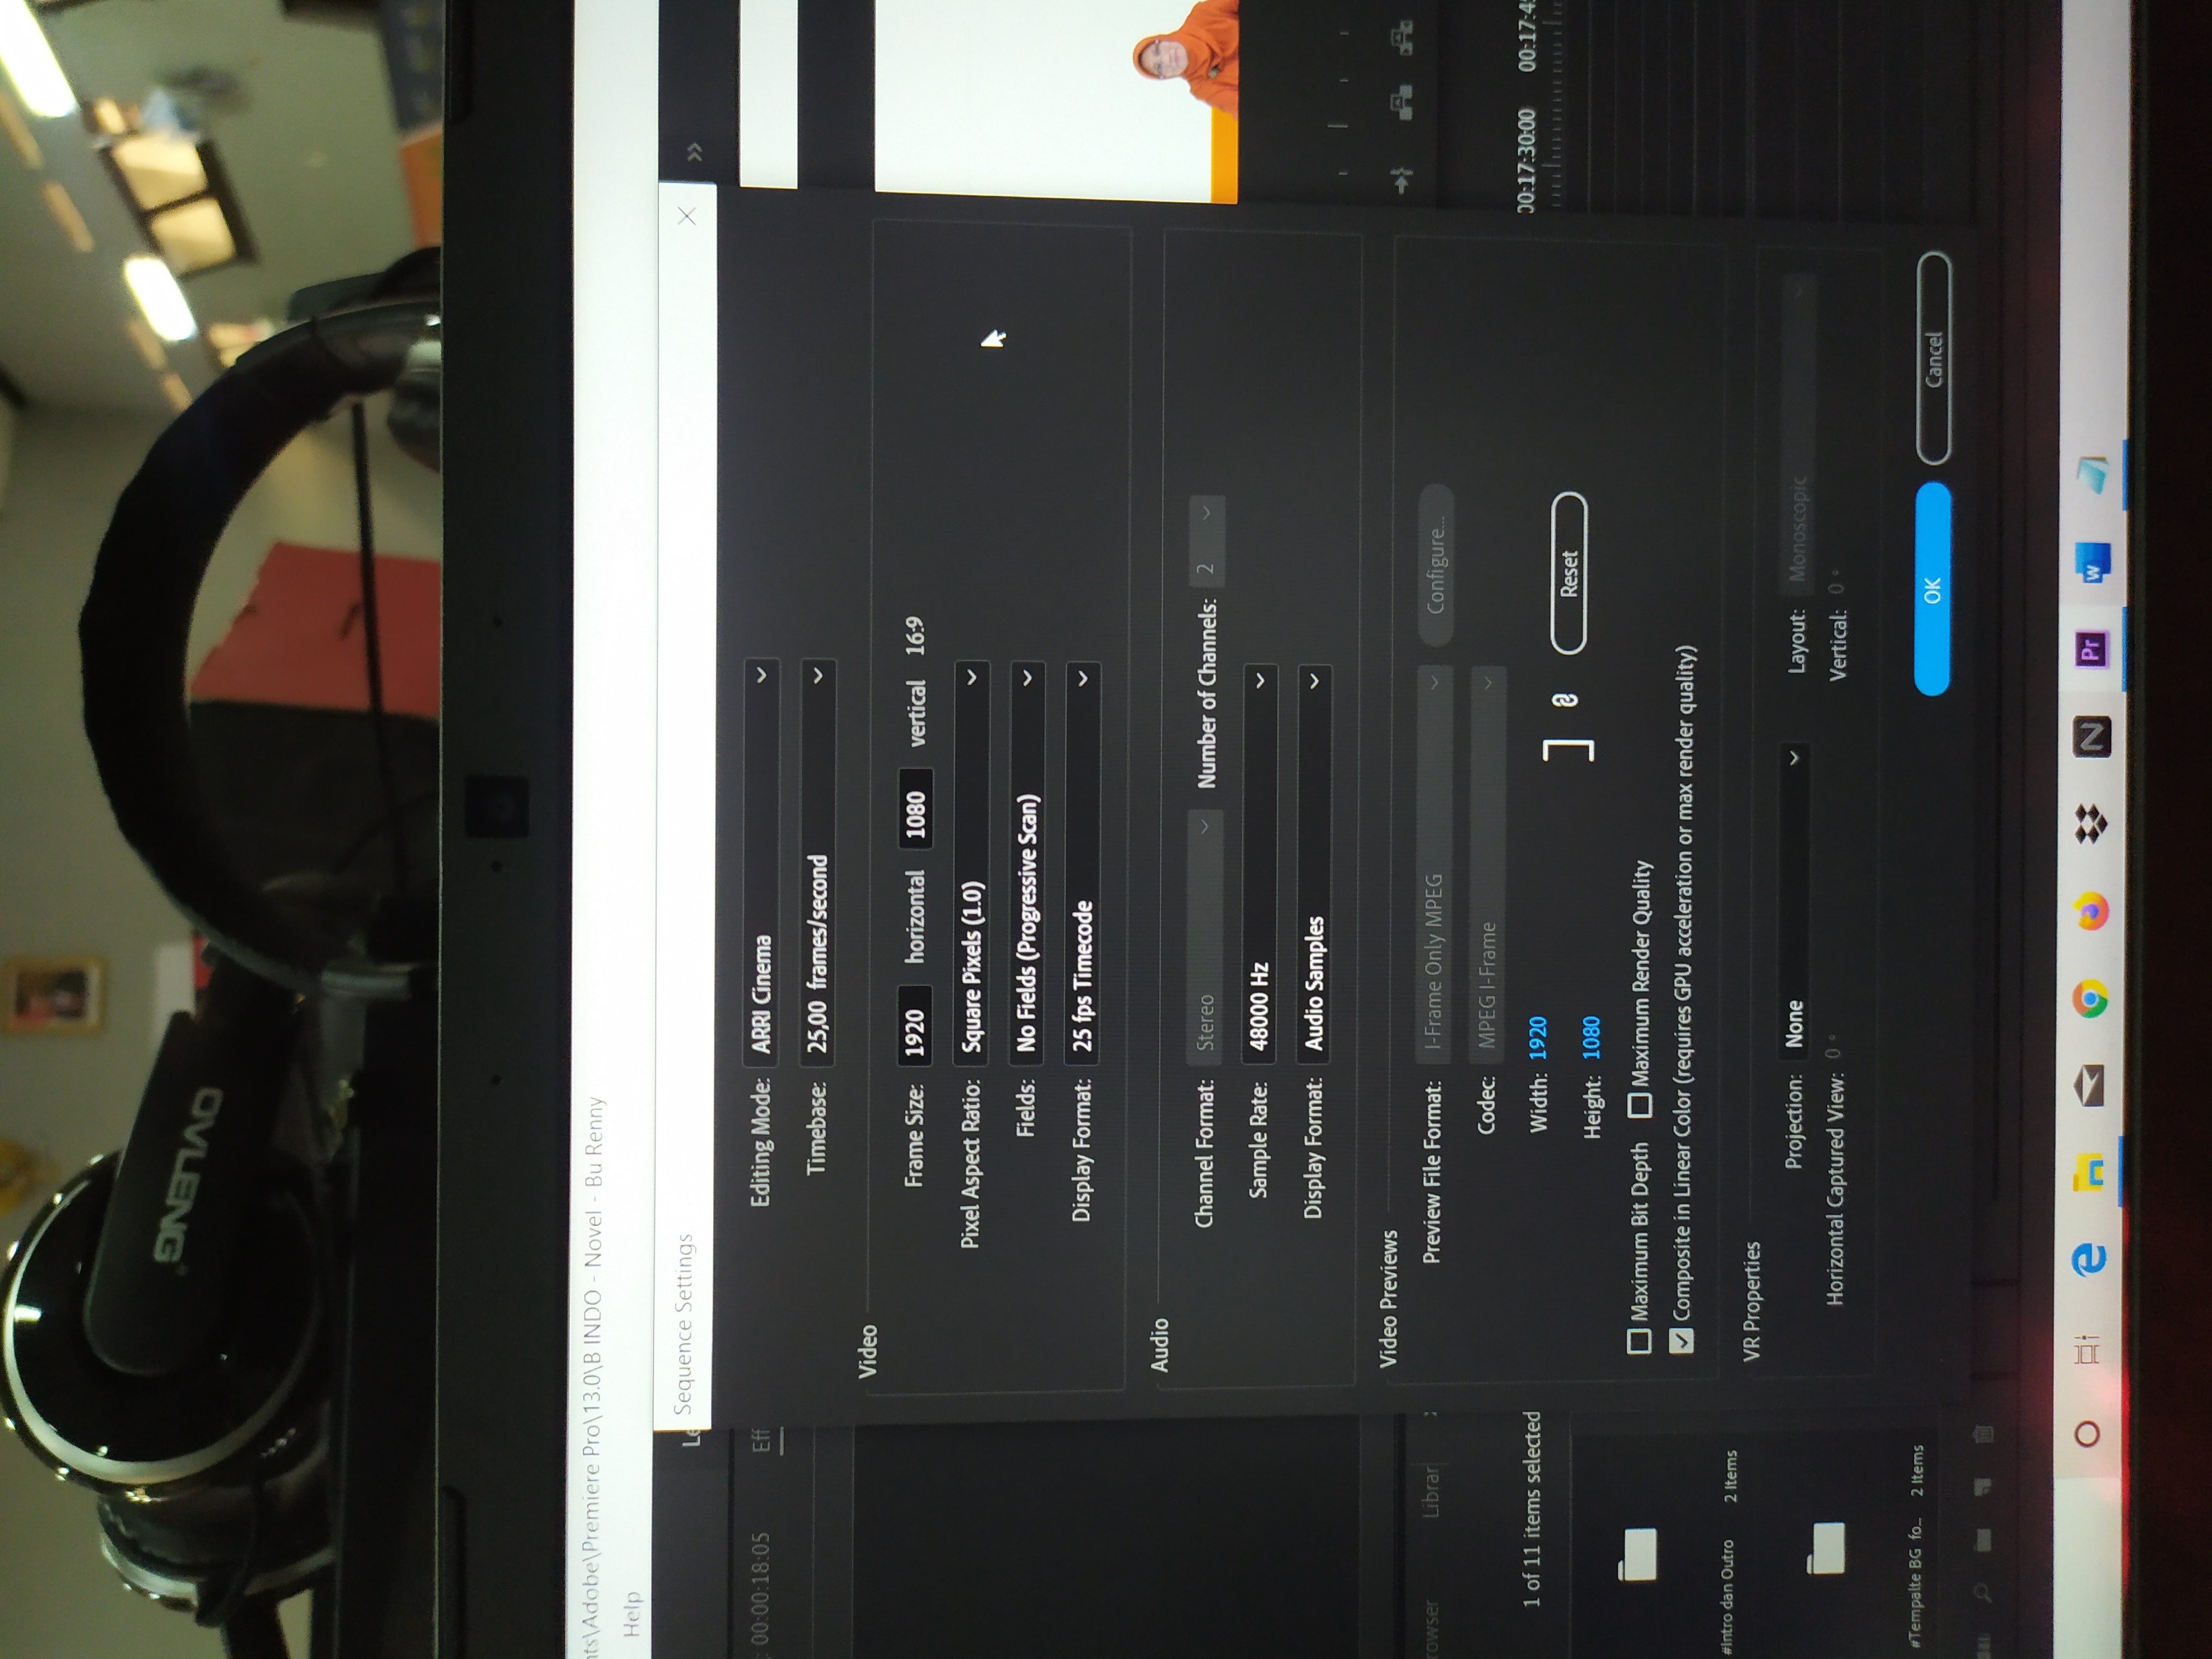 OVLENG
nts\Adobe\Premiere Pro\13.0\B INDO - Novel - Bu Renny
Help
Sequence Settings
: 00:00:18:05
Eff
Editing Mode: ARRI Cinema
Timebase: 25,00 frames/second
Video
Frame Size: 1920 horizontal 1080 vertical 16:9
Pixel Aspect Ratio: Square Pixels (1.0)
Fields: No Fields (Progressive Scan)
Display Format: 25 fps Timecode
Audio
Channel Format: Stereo Number of Channels: 2
Sample Rate: 48000 Hz
Display Format: Audio Samples
Video Previews
rowser Librar
Preview File Format: I-Frame Only MPEG Configure...
Codec: MPEG I-Frame
1 of 11 items selected
Width: 1920
Height: 1080
Reset
00:17:30:00 00:17:4
Maximum Bit Depth Maximum Render Quality
Composite in Linear Color (requires GPU acceleration or max render quality)
#Intro dan Outro 2 Items
VR Properties
Projection: None Layout: Monoscopic
Horizontal Captured View: 0 ° Vertical: 0 °
#Tempalte BG fo... 2 Items
OK Cancel
Pr
W